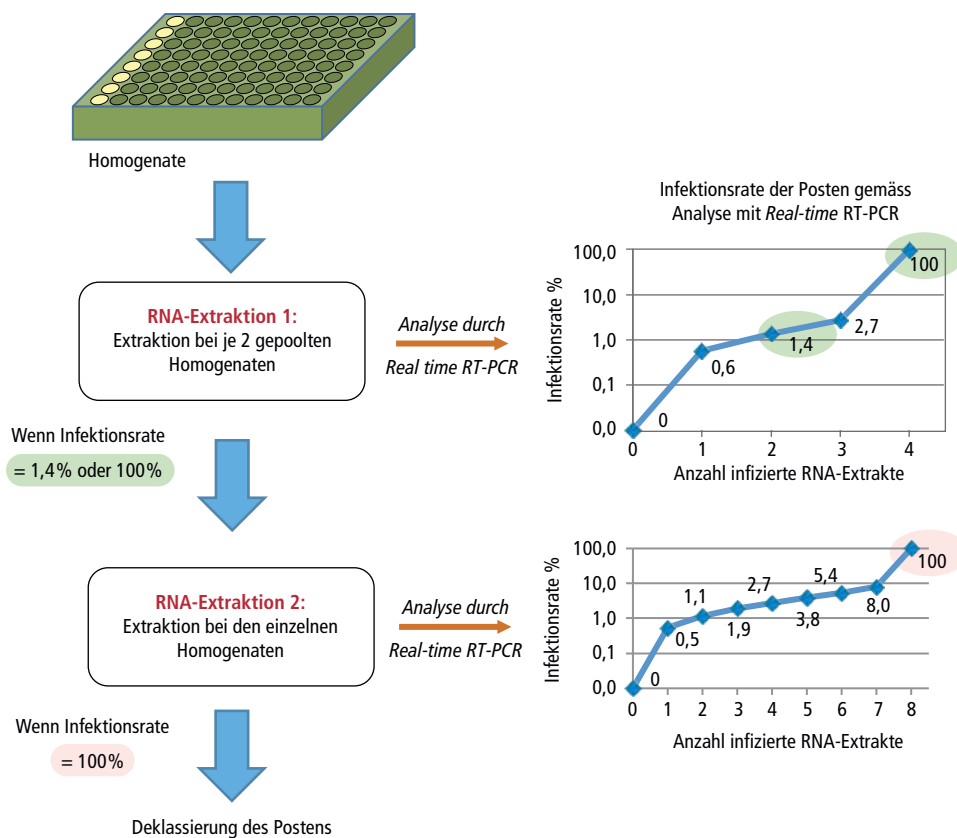 Homogenate
RNA-Extraktion 1:
Extraktion bei je 2 gepoolten
Homogenaten
Analyse durch
Real time RT-PCR
Infektionsrate der Posten gemäss
Analyse mit Real-time RT-PCR
Infektionsrate %
100,0
10,0
1,0
0,1
0,0
0
0,6
1,4
2,7
100
0 1 2 3 4
Anzahl infizierte RNA-Extrakte
Wenn Infektionsrate
= 1,4% oder 100%
RNA-Extraktion 2:
Extraktion bei den einzelnen
Homogenaten
Analyse durch
Real-time RT-PCR
Infektionsrate %
100,0
10,0
1,0
0,1
0,0
0
0,5
1,1
1,9
2,7
3,8
5,4
8,0
100
0 1 2 3 4 5 6 7 8
Anzahl infizierte RNA-Extrakte
Wenn Infektionsrate
= 100%
Deklassierung des Postens